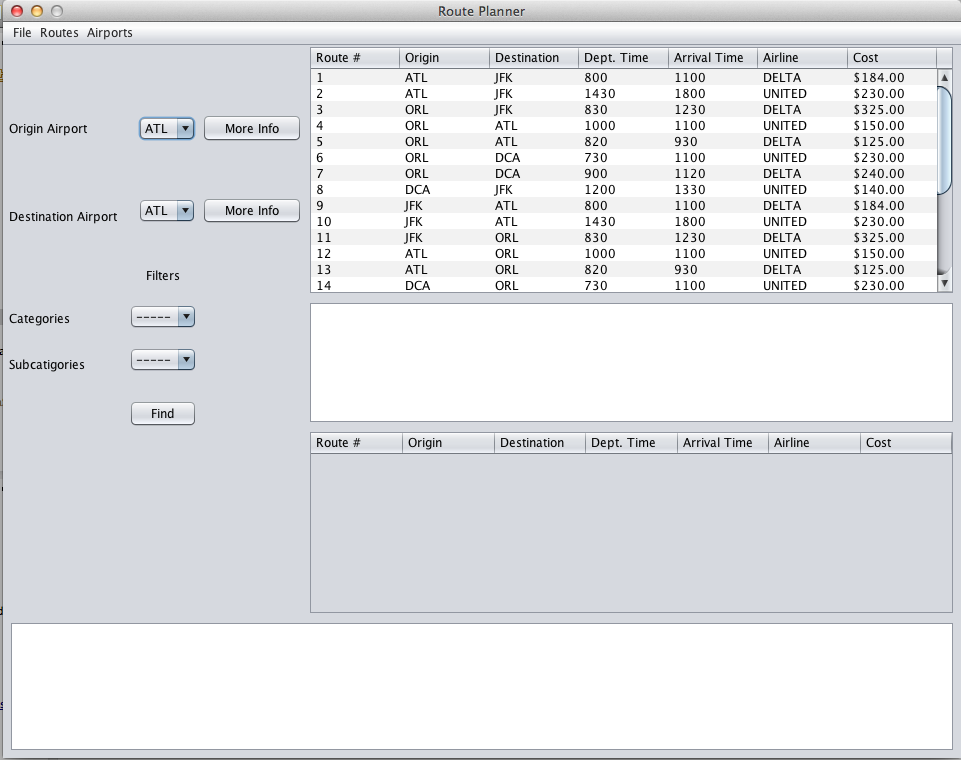 Route Planner
File Routes Airports
Route # Origin Destination Dept. Time Arrival Time Airline Cost
1 ATL JFK 800 1100 DELTA $184.00
2 ATL JFK 1430 1800 UNITED $230.00
3 ORL JFK 830 1230 DELTA $325.00
4 ORL ATL 1000 1100 UNITED $150.00
5 ORL ATL 820 930 DELTA $125.00
6 ORL DCA 730 1100 UNITED $230.00
7 ORL DCA 900 1120 DELTA $240.00
8 DCA JFK 1200 1330 UNITED $140.00
9 JFK ATL 800 1100 DELTA $184.00
10 JFK ATL 1430 1800 UNITED $230.00
11 JFK ORL 830 1230 DELTA $325.00
12 ATL ORL 1000 1100 UNITED $150.00
13 ATL ORL 820 930 DELTA $125.00
14 DCA ORL 730 1100 UNITED $230.00
Origin Airport ATL More Info
Destination Airport ATL More Info
Filters
Categories -----
Subcatigories -----
Find
Route # Origin Destination Dept. Time Arrival Time Airline Cost